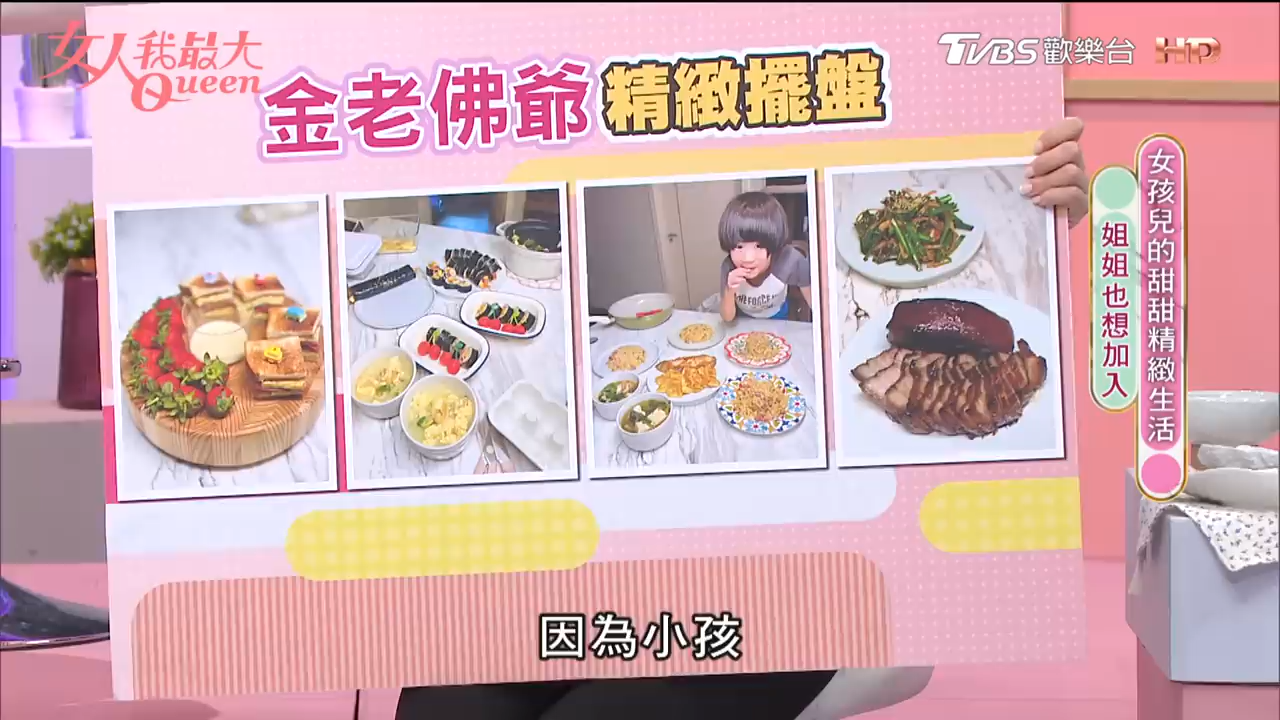 女人我最大
Queen
TVBS歡樂台 HD
金老佛爺精緻擺盤
女孩兒的甜甜精緻生活
姐姐也想加入
因為小孩